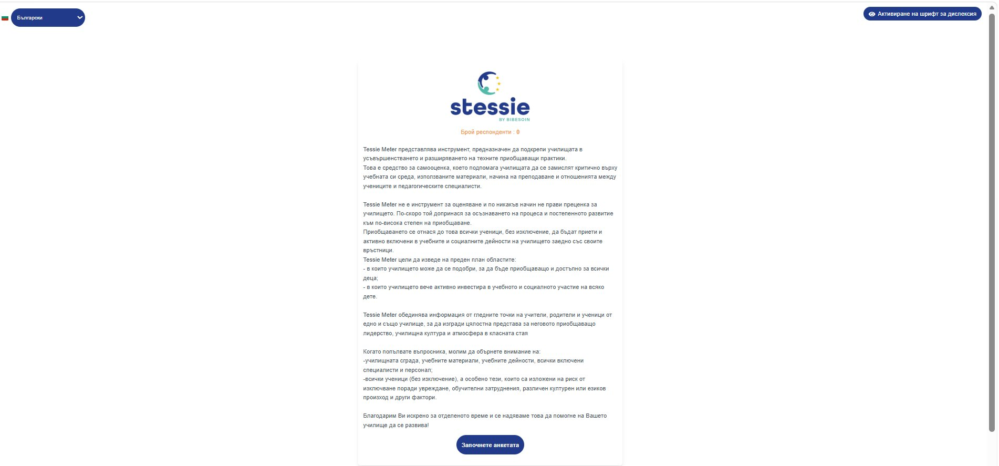 Български
Активиране на шрифт за дислексия
stessie
BY BIBESOIN
Брой респонденти : 0
Tessie Meter представлява инструмент, предназначен да подкрепи училищата в
усъвършенстването и разширяването на техните приобщаващи практики.
Това е средство за самооценка, което подпомага училищата да се замислят критично върху
учебната си среда, използваните материали, начина на преподаване и отношенията между
учениците и педагогическите специалисти.
Tessie Meter не е инструмент за оценяване и по никакъв начин не прави преценка за
училището. По-скоро той допринася за осъзнаването на процеса и постепенното развитие
към по-висока степен на приобщаване.
Приобщаването се отнася до това всички ученици, без изключение, да бъдат приети и
активно включени в учебните и социалните дейности на училището заедно със своите
връстници.
Tessie Meter цели да изведе на преден план областите:
- в които училището може да се подобри, за да бъде приобщаващо и достъпно за всички
деца;
- в които училището вече активно инвестира в учебното и социалното участие на всяко
дете.
Tessie Meter обединява информация от гледните точки на учители, родители и ученици от
едно и също училище, за да изгради цялостна представа за неговото приобщаващо
лидерство, училищна култура и атмосфера в класната стая
Когато попълвате въпросника, молим да обърнете внимание на:
-училищната сграда, учебните материали, учебните дейности, всички включени
специалисти и персонал;
-всички ученици (без изключение), а особено тези, които са изложени на риск от
изключване поради увреждане, обучителни затруднения, различен културен или езиков
произход и други фактори.
Благодарим Ви искрено за отделеното време и се надяваме това да помогне на Вашето
училище да се развива!
Започнете анкетата